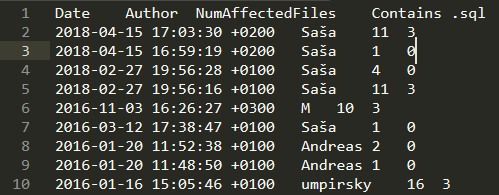 1 Date Author NumAffectedFiles Contains .sql
2 2018-04-15 17:03:30 +0200 Saša 11 3
3 2018-04-15 16:59:19 +0200 Saša 1 0
4 2018-02-27 19:56:28 +0100 Saša 4 0
5 2018-02-27 19:56:16 +0100 Saša 11 3
6 2016-11-03 16:26:27 +0300 M 10 3
7 2016-03-12 17:38:47 +0100 Saša 1 0
8 2016-01-20 11:52:38 +0100 Andreas 2 0
9 2016-01-20 11:48:50 +0100 Andreas 1 0
10 2016-01-16 15:05:46 +0100 umpirsky 16 3